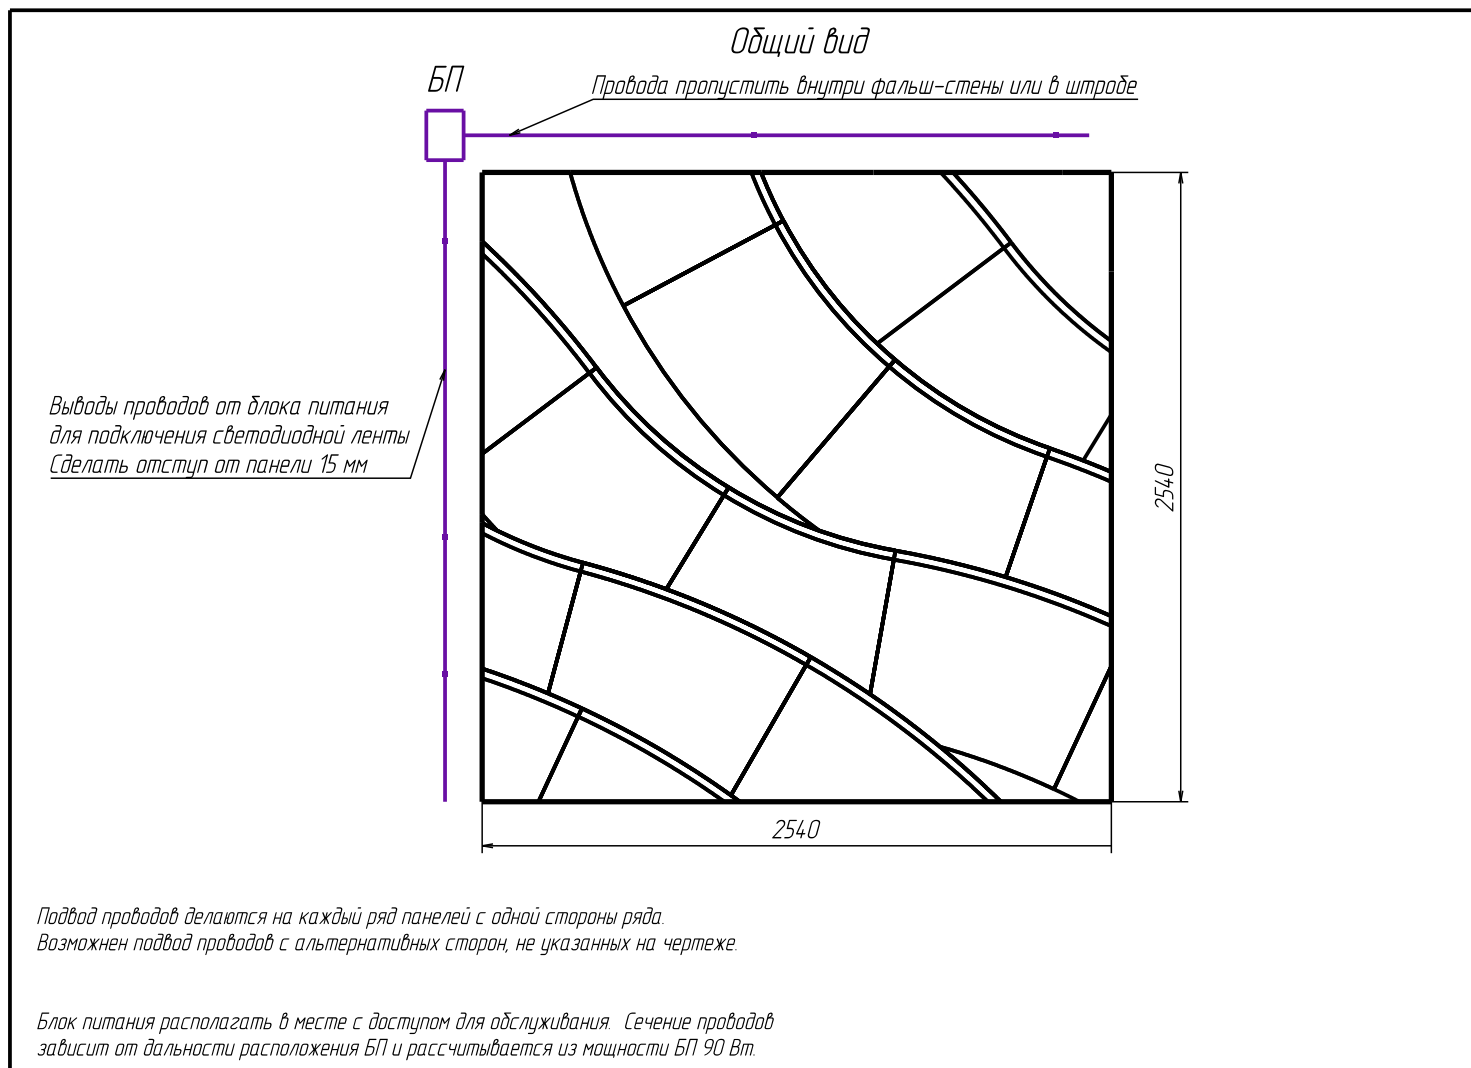 Общий вид
БП
Провода пропустить внутри фальш-стены или в штробе
Выводы проводов от блока питания
для подключения светодиодной ленты
Сделать отступ от панели 15 мм
2540
2540
Подвод проводов делаются на каждый ряд панелей с одной стороны ряда.
Возможен подвод проводов с альтернативных сторон, не указанных на чертеже.
Блок питания располагать в месте с доступом для обслуживания. Сечение проводов
зависит от дальности расположения БП и рассчитывается из мощности БП 90 Вт.